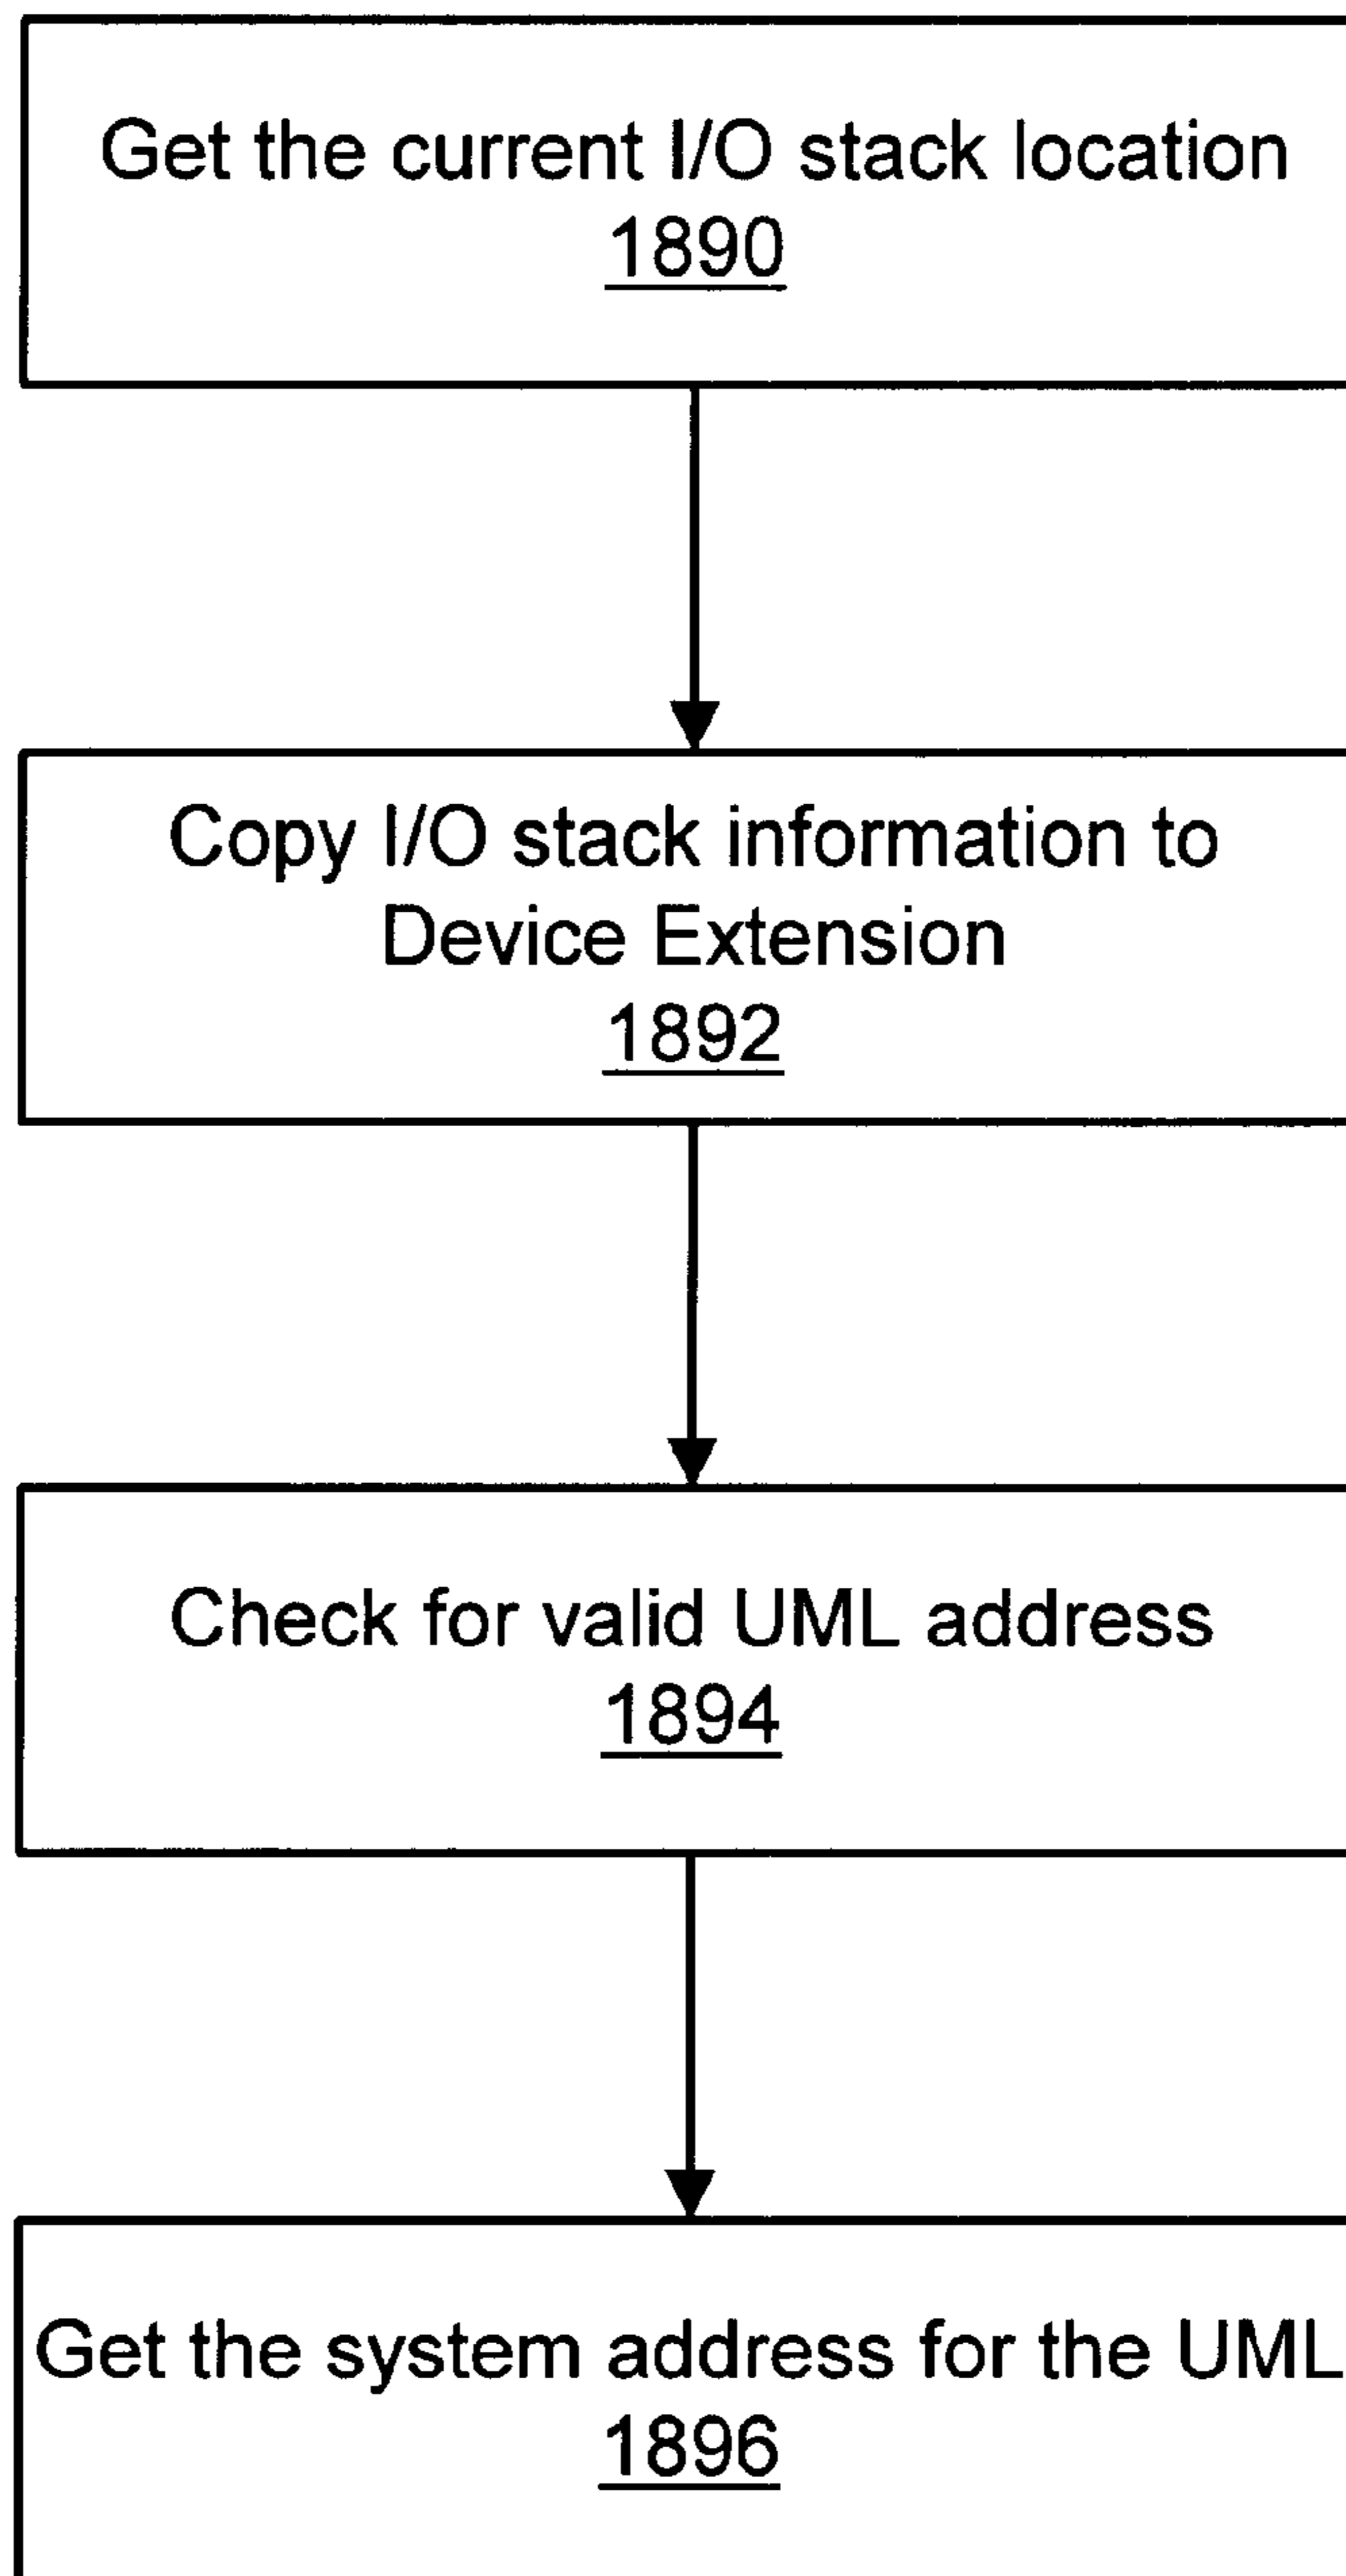 Get the current I/O stack location
1890
Copy I/O stack information to
Device Extension
1892
Check for valid UML address
1894
Get the system address for the UML
1896